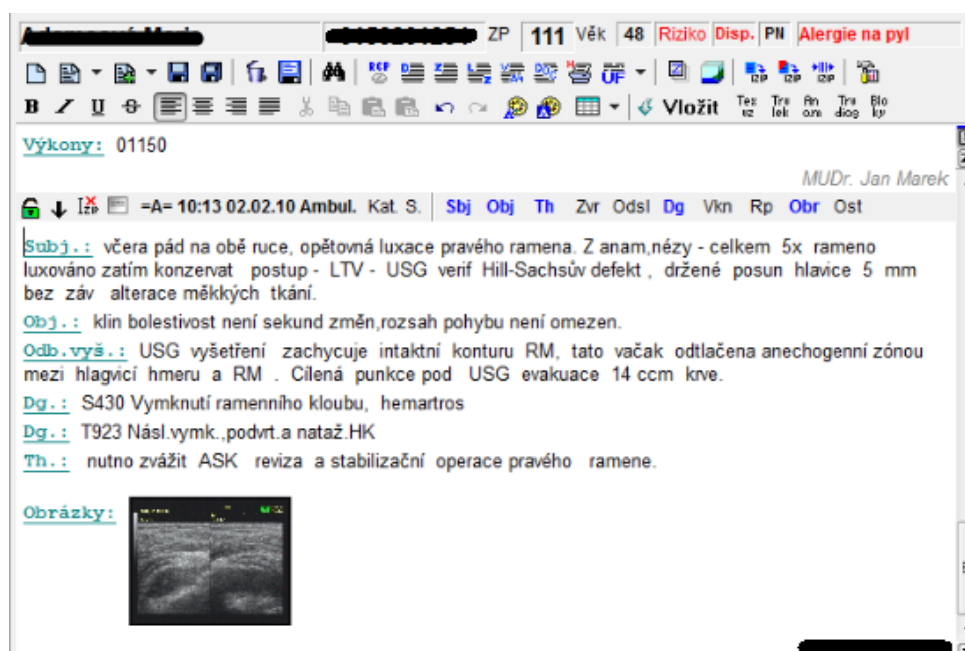 ZP 111 Věk 48 Riziko Disp. PN Alergie na pyl
B I U Vložit
Výkony: 01150
MUDr. Jan Marek
=A= 10:13 02.02.10 Ambul. Kat. S. Sbj Obj Th Zvr Odsl Dg Vkn Rp Obr Ost
Subj.: včera pád na obě ruce, opětovná luxace pravého ramena. Z anam,nézy - celkem 5x rameno
luxováno zatím konzervat postup - LTV - USG verif Hill-Sachsův defekt , držené posun hlavice 5 mm
bez záv alterace měkkých tkání.
Obj.: klin bolestivost není sekund změn,rozsah pohybu není omezen.
Odb.vyš.: USG vyšetření zachycuje intaktní konturu RM, tato vačak odtlačena anechogenní zónou
mezi hlagvicí hmeru a RM . Cílená punkce pod USG evakuace 14 ccm krve.
Dg.: S430 Vymknutí ramenního kloubu, hemartros
Dg.: T923 Násl.vymk.,podvrt.a nataž.HK
Th.: nutno zvážit ASK reviza a stabilizační operace pravého ramene.
Obrázky: